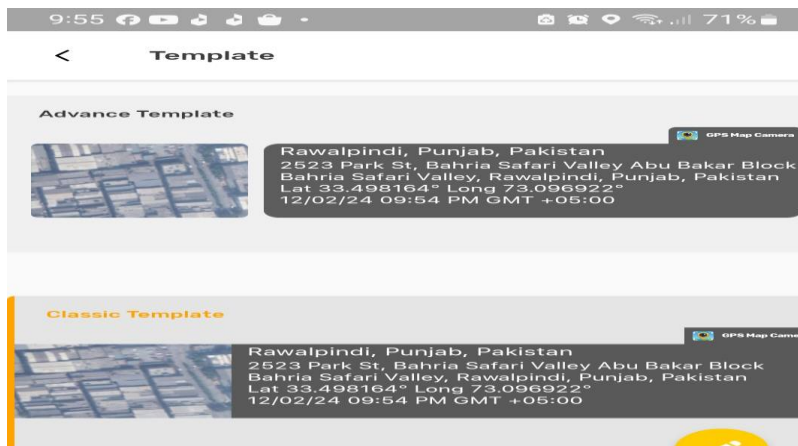 9:55 71%
Template
Advance Template
GPS Map Camera
Rawalpindi, Punjab, Pakistan
2523 Park St, Bahria Safari Valley Abu Bakar Block
Bahria Safari Valley, Rawalpindi, Punjab, Pakistan
Lat 33.498164° Long 73.096922°
12/02/24 09:54 PM GMT +05:00
Classic Template
GPS Map Came
Rawalpindi, Punjab, Pakistan
2523 Park St, Bahria Safari Valley Abu Bakar Block
Bahria Safari Valley, Rawalpindi, Punjab, Pakistan
Lat 33.498164° Long 73.096922°
12/02/24 09:54 PM GMT +05:00